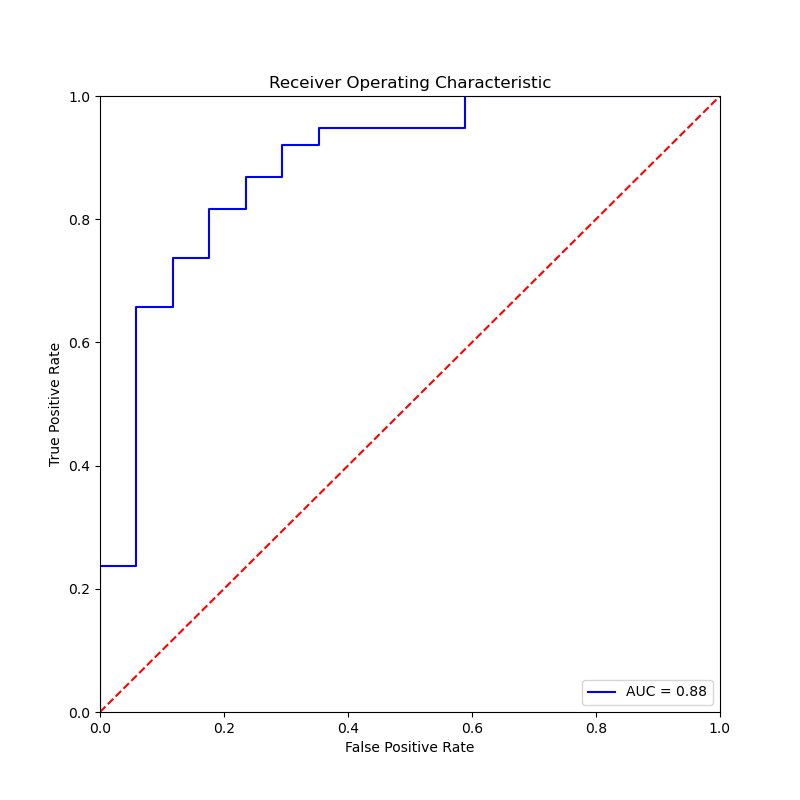 Receiver Operating Characteristic
1.0
0.8
0.6
0.4
0.2
0.0
True Positive Rate
AUC = 0.88
0.0 0.2 0.4 0.6 0.8 1.0
False Positive Rate